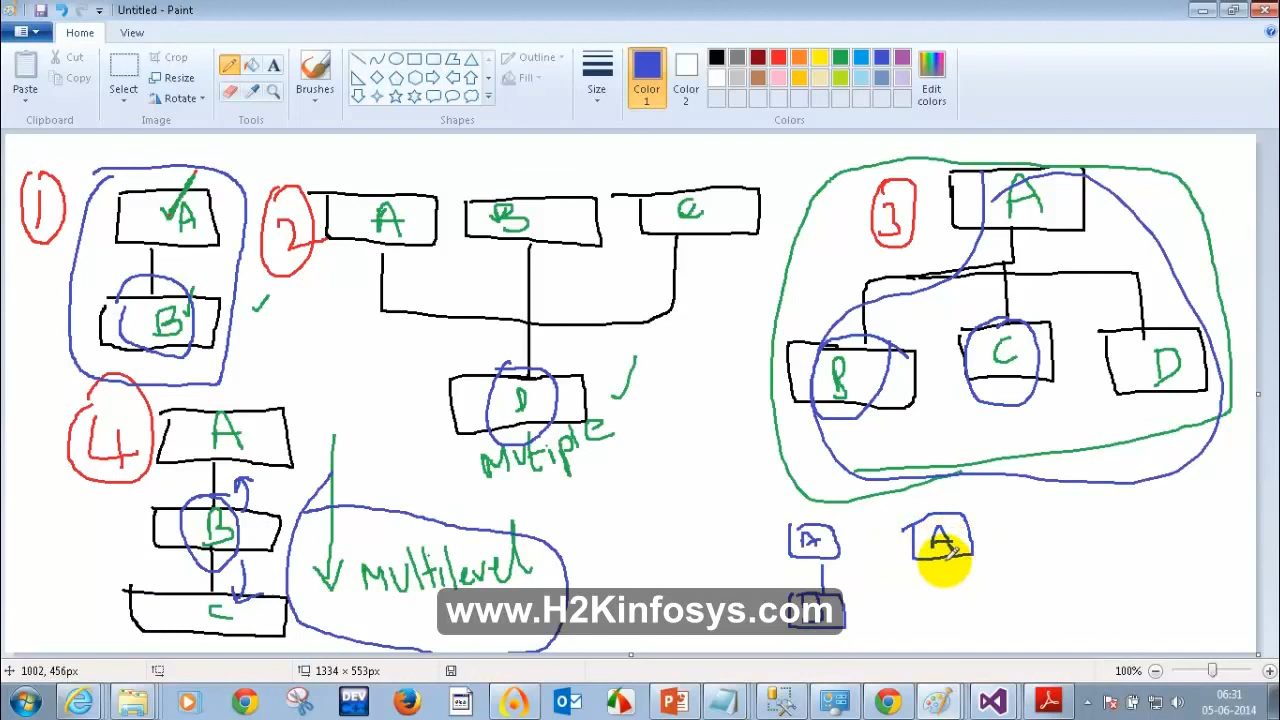 Untitled - Paint
Home
View
Paste
Cut
Copy
Clipboard
Select
Crop
Resize
Rotate
Image
Tools
Brushes
Shapes
Outline
Fill
Size
Color
1
Color
2
Edit
colors
Colors
1
A
B
2
A
B
C
D
Mutiple
3
A
B
C
D
4
A
B
C
Multilevel
A
B
A
www.H2Kinfosys.com
1002, 456px
1334 × 553px
100%
DEV
06:31
05-06-2014